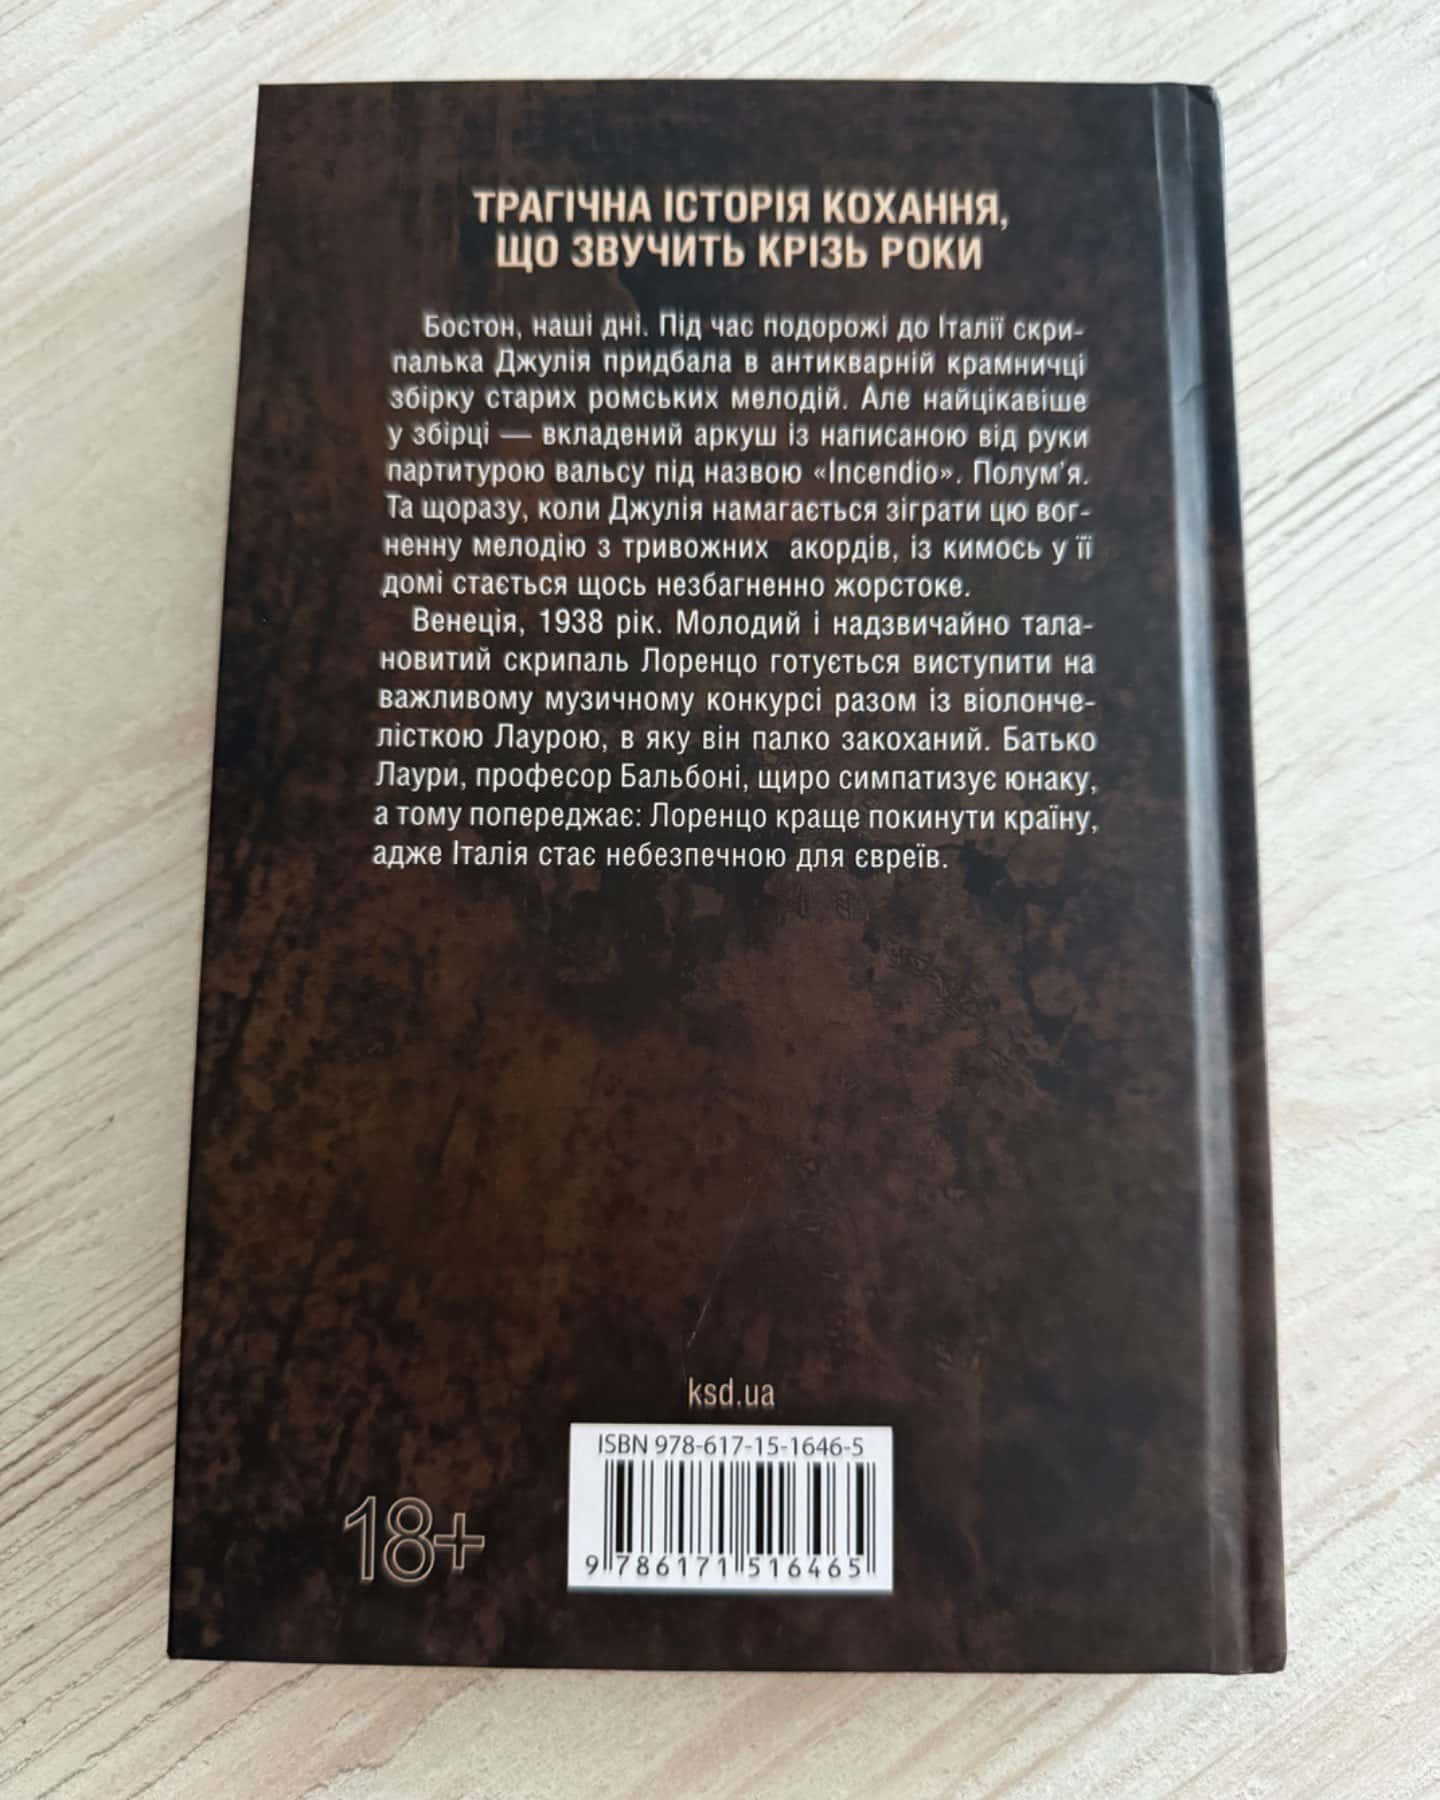 ТРАГІЧНА ІСТОРІЯ КОХАННЯ,
ЩО ЗВУЧИТЬ КРІЗЬ РОКИ
Бостон, наші дні. Під час подорожі до Італії скри-
палька Джулія придбала в антикварній крамничці
збірку старих ромських мелодій. Але найцікавіше
у збірці — вкладений аркуш із написаною від руки
партитурою вальсу під назвою «Incendio». Полум’я.
Та щоразу, коли Джулія намагається зіграти цю вог-
ненну мелодію з тривожних акордів, із кимось у її
домі стається щось незбагненно жорстоке.
Венеція, 1938 рік. Молодий і надзвичайно тала-
новитий скрипаль Лоренцо готується виступити на
важливому музичному конкурсі разом із віолонче-
лісткою Лаурою, в яку він палко закоханий. Батько
Лаури, професор Бальбоні, щиро симпатизує юнаку,
а тому попереджає: Лоренцо краще покинути країну,
адже Італія стає небезпечною для євреїв.
ksd.ua
ISBN 978-617-15-1646-5
18+
9 786171 516465